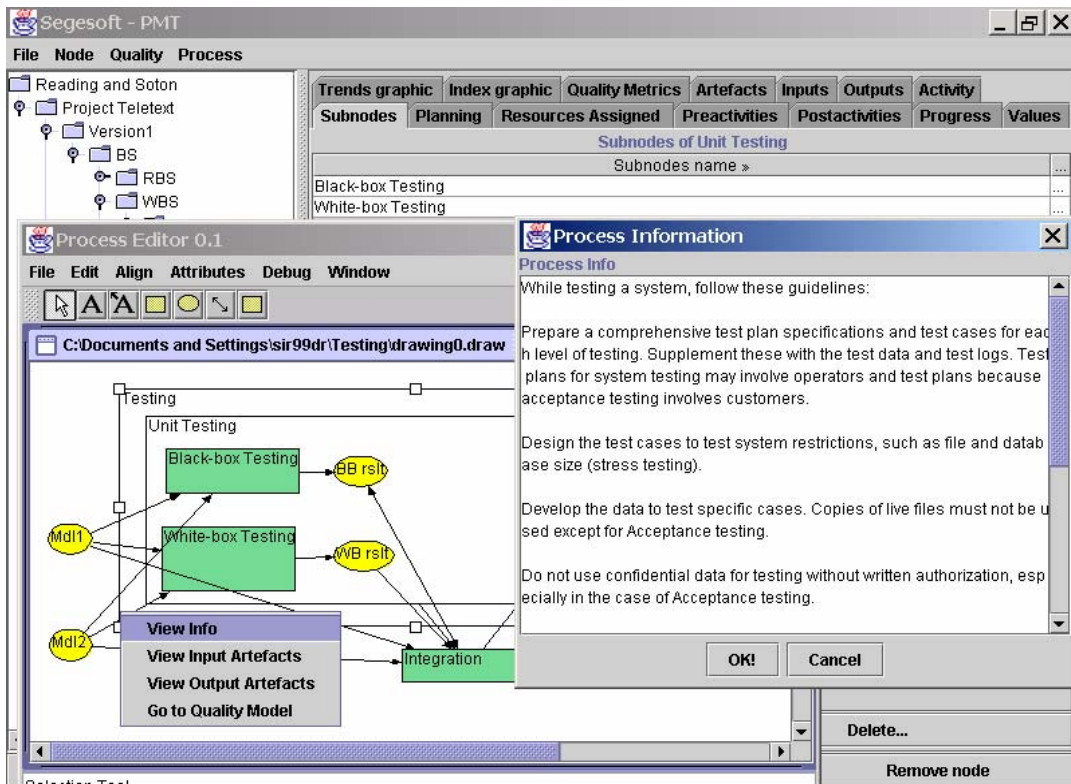 Segesoft - PMT
File Node Quality Process
Reading and Soton
Project Teletext
Version1
BS
RBS
WBS
Trends graphic Index graphic Quality Metrics Artefacts Inputs Outputs Activity
Subnodes Planning Resources Assigned Preactivities Postactivities Progress Values
Subnodes of Unit Testing
Subnodes name »
...
Black-box Testing
...
White-box Testing
...
Process Editor 0.1
File Edit Align Attributes Debug Window
A A
C:\Documents and Settings\sir99dr\Testing\drawing0.draw
Testing
Unit Testing
Black-box Testing
BB rslt
Mdl1
White-box Testing
WB rslt
Mdl2
Integration
View Info
View Input Artefacts
View Output Artefacts
Go to Quality Model
Process Information
Process Info
While testing a system, follow these guidelines:
Prepare a comprehensive test plan specifications and test cases for eac
h level of testing. Supplement these with the test data and test logs. Test
plans for system testing may involve operators and test plans because
acceptance testing involves customers.
Design the test cases to test system restrictions, such as file and datab
ase size (stress testing).
Develop the data to test specific cases. Copies of live files must not be u
sed except for Acceptance testing.
Do not use confidential data for testing without written authorization, esp
ecially in the case of Acceptance testing.
OK! Cancel
Delete...
Remove node
Selection Tool